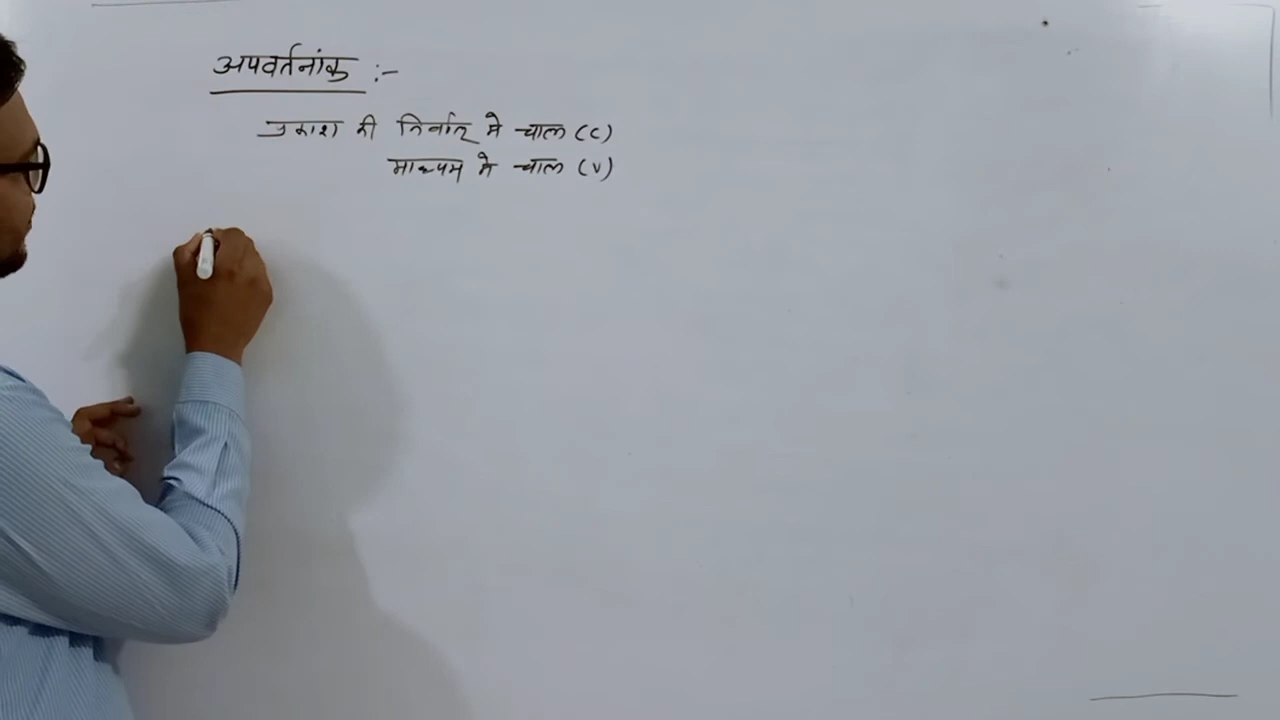 अपवर्तनांक :-
प्रकाश की निर्वात में चाल (c)
माध्यम में चाल (v)